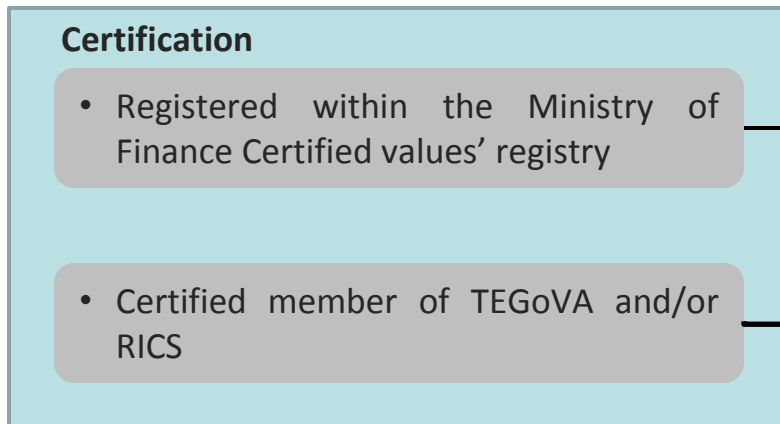 Certification
• Registered within the Ministry of
Finance Certified values’ registry
• Certified member of TEGoVA and/or
RICS